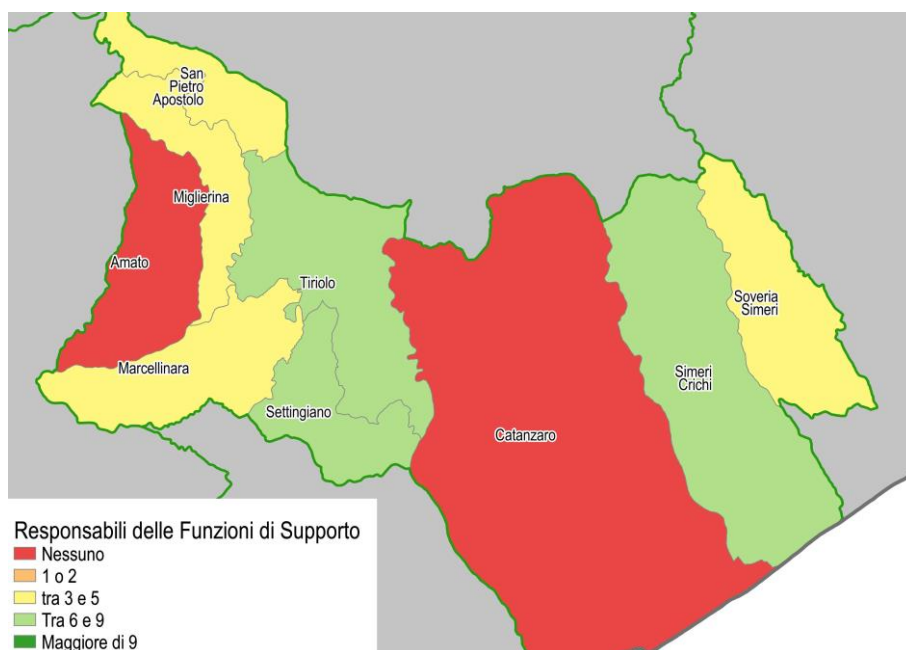 San
Pietro
Apostolo
Miglierina
Amato
Tiriolo
Marcellinara
Settingiano
Catanzaro
Simeri
Crichi
Soveria
Simeri
Responsabili delle Funzioni di Supporto
Nessuno
1 o 2
tra 3 e 5
Tra 6 e 9
Maggiore di 9